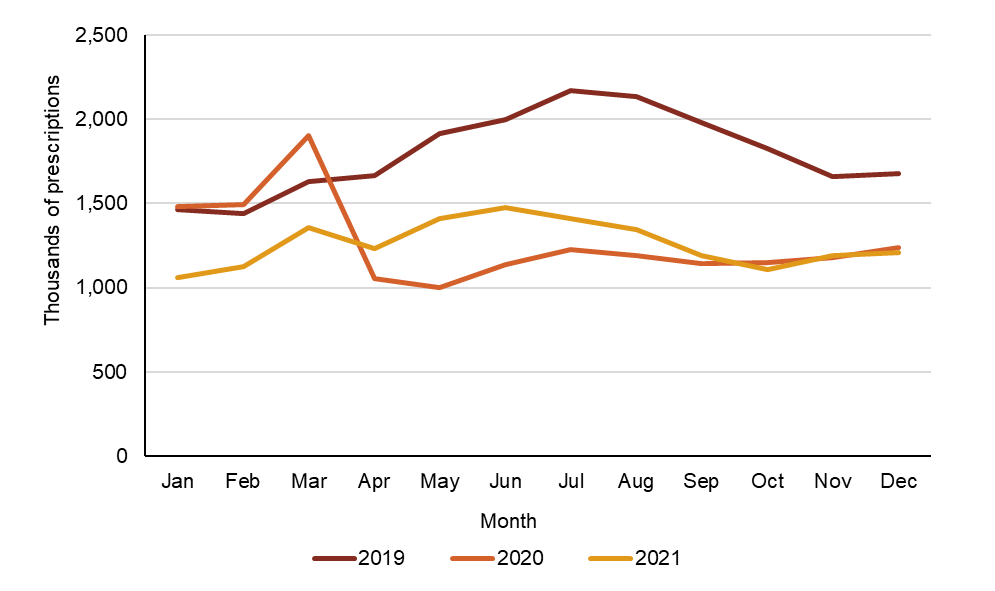 2,500
2,000
1,500
1,000
500
0
Thousands of prescriptions
Jan Feb Mar Apr May Jun Jul Aug Sep Oct Nov Dec
Month
2019 2020 2021